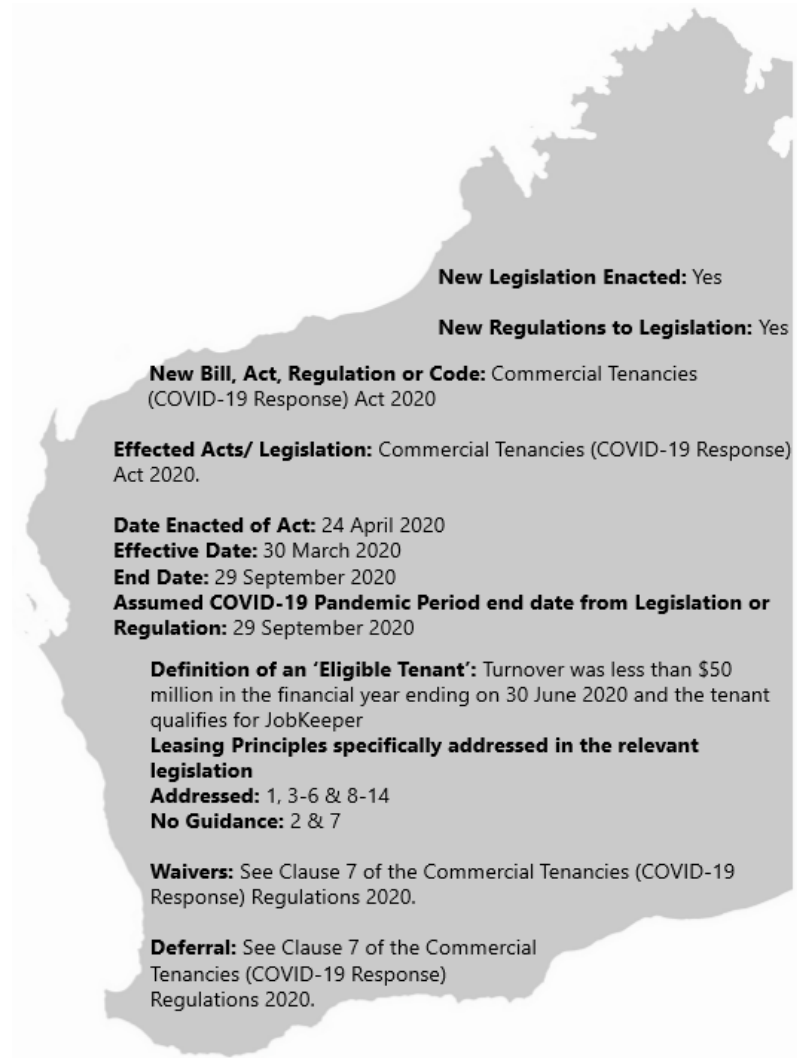 New Legislation Enacted: Yes
New Regulations to Legislation: Yes
New Bill, Act, Regulation or Code: Commercial Tenancies
(COVID-19 Response) Act 2020
Effected Acts/ Legislation: Commercial Tenancies (COVID-19 Response)
Act 2020.
Date Enacted of Act: 24 April 2020
Effective Date: 30 March 2020
End Date: 29 September 2020
Assumed COVID-19 Pandemic Period end date from Legislation or
Regulation: 29 September 2020
Definition of an ‘Eligible Tenant’: Turnover was less than $50
million in the financial year ending on 30 June 2020 and the tenant
qualifies for JobKeeper
Leasing Principles specifically addressed in the relevant
legislation
Addressed: 1, 3-6 & 8-14
No Guidance: 2 & 7
Waivers: See Clause 7 of the Commercial Tenancies (COVID-19
Response) Regulations 2020.
Deferral: See Clause 7 of the Commercial
Tenancies (COVID-19 Response)
Regulations 2020.